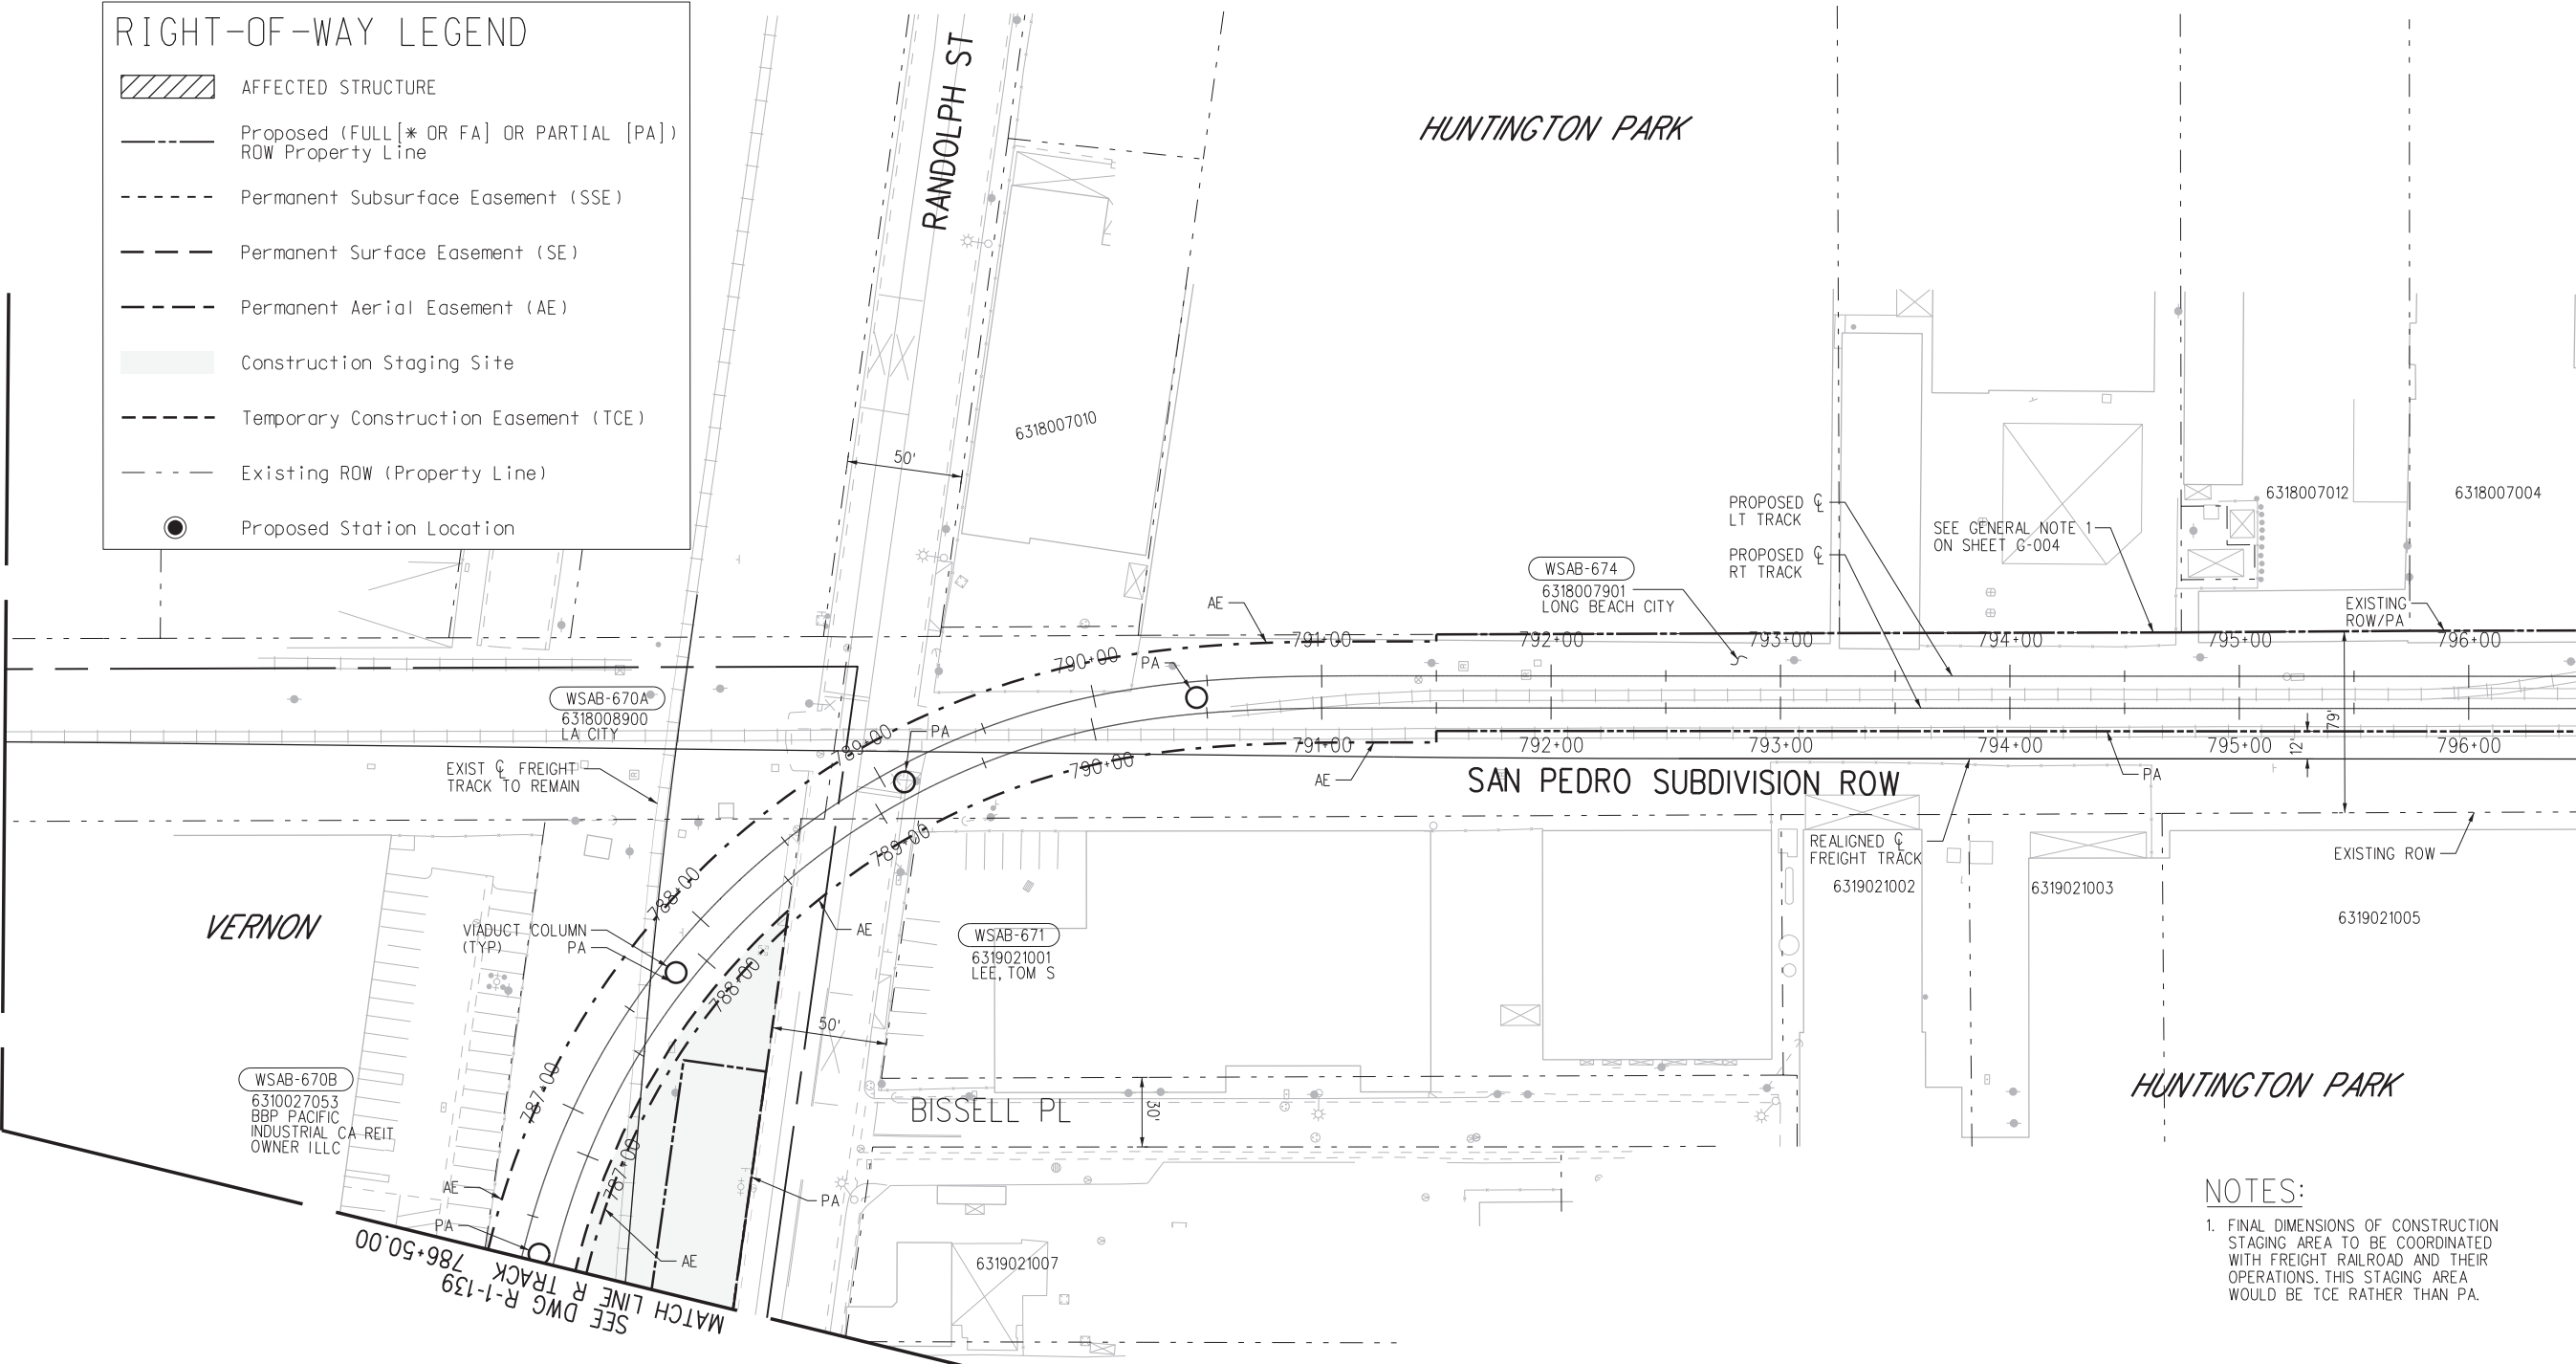 RIGHT-OF-WAY LEGEND
AFFECTED STRUCTURE
Proposed (FULL[* OR FA] OR PARTIAL [PA])
ROW Property Line
Permanent Subsurface Easement (SSE)
Permanent Surface Easement (SE)
Permanent Aerial Easement (AE)
Construction Staging Site
Temporary Construction Easement (TCE)
Existing ROW (Property Line)
Proposed Station Location
RANDOLPH ST
HUNTINGTON PARK
6318007010
50'
PROPOSED ℄
LT TRACK
PROPOSED ℄
RT TRACK
SEE GENERAL NOTE 1
ON SHEET G-004
6318007012
6318007004
WSAB-674
6318007901
LONG BEACH CITY
EXISTING
ROW/PA
AE
790+00
791+00
792+00
793+00
794+00
795+00
796+00
PA
WSAB-670A
6318008900
LA CITY
789+00
PA
EXIST ℄ FREIGHT
TRACK TO REMAIN
790+00
791+00
792+00
793+00
794+00
795+00
796+00
12'
79'
AE
PA
SAN PEDRO SUBDIVISION ROW
789+00
788+00
REALIGNED ℄
FREIGHT TRACK
EXISTING ROW
6319021002
6319021003
6319021005
VERNON
VIADUCT COLUMN
(TYP)
PA
AE
WSAB-671
6319021001
LEE, TOM S
788+00
50'
WSAB-670B
6310027053
BBP PACIFIC
INDUSTRIAL CA REIT
OWNER ILLC
787+00
787+00
BISSELL PL
30'
HUNTINGTON PARK
AE
PA
PA
AE
6319021007
MATCH LINE R TRACK 786+50.00
SEE DWG R-1-139
NOTES:
1. FINAL DIMENSIONS OF CONSTRUCTION
STAGING AREA TO BE COORDINATED
WITH FREIGHT RAILROAD AND THEIR
OPERATIONS. THIS STAGING AREA
WOULD BE TCE RATHER THAN PA.